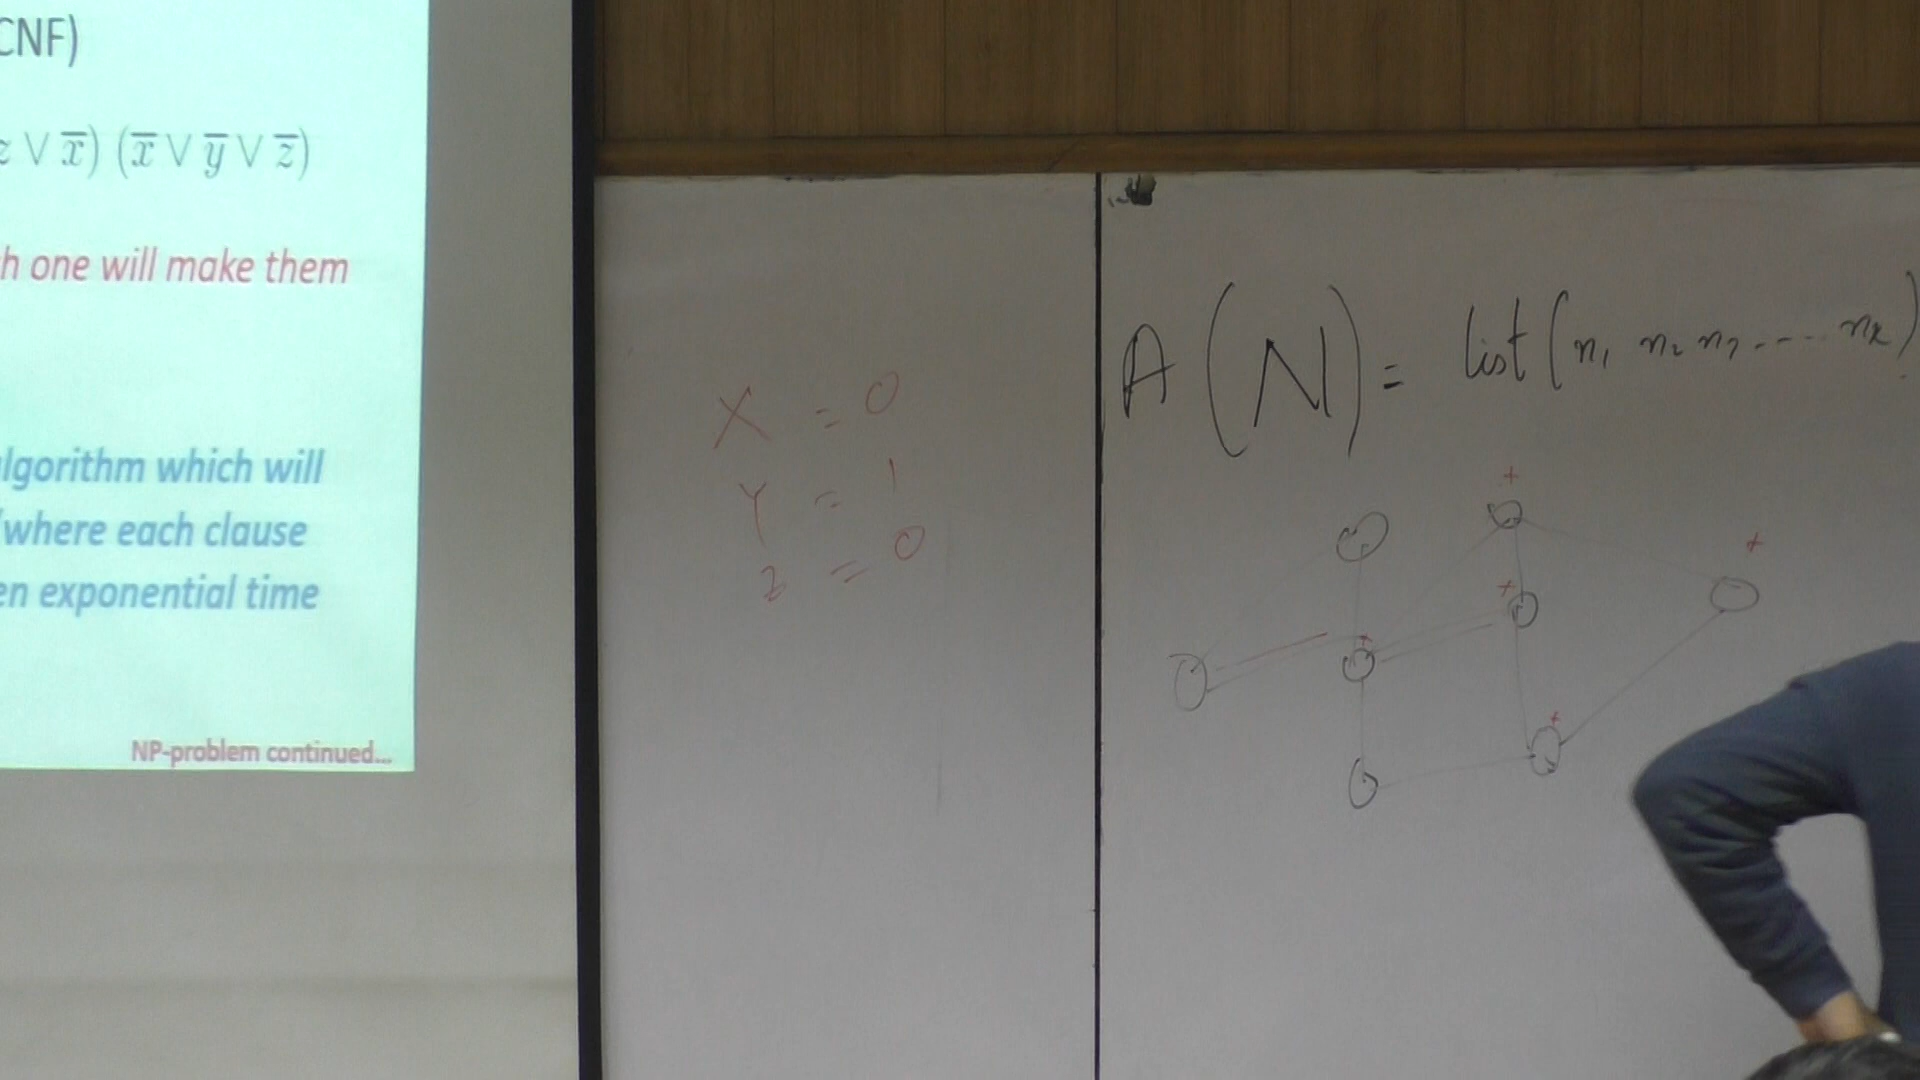 CNF)
z ∨ x̅) (x̅ ∨ y̅ ∨ z̅)
h one will make them
algorithm which will
(where each clause
en exponential time
NP-problem continued...
X = 0
Y = 1
z = 0
A (N) = list (n₁ n₂ n₃ .... nₖ)